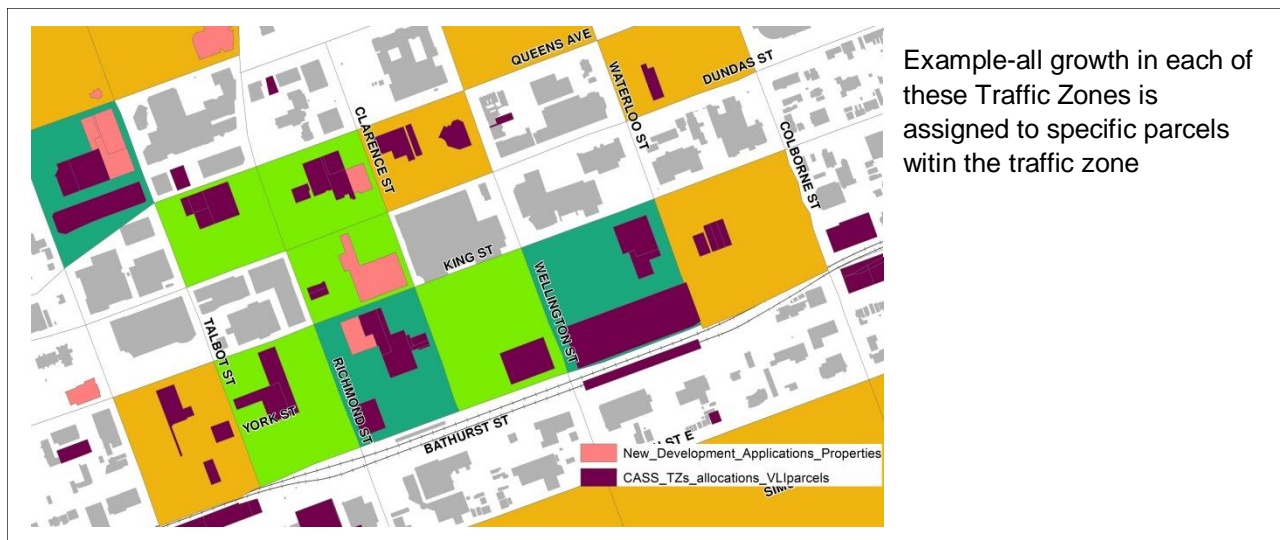 QUEENS AVE
DUNDAS ST
WATERLOO ST
CLARENCE ST
COLBORNE ST
KING ST
WELLINGTON ST
TALBOT ST
RICHMOND ST
YORK ST
BATHURST ST
ST E
New_Development_Applications_Properties
CASS_TZs_allocations_VLIparcels
Example-all growth in each of
these Traffic Zones is
assigned to specific parcels
witin the traffic zone